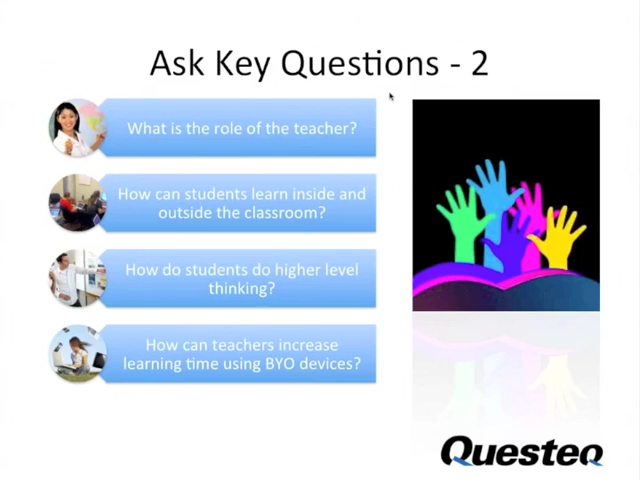 Ask Key Questions - 2
What is the role of the teacher?
How can students learn inside and
outside the classroom?
How do students do higher level
thinking?
How can teachers increase
learning time using BYO devices?
Questeq